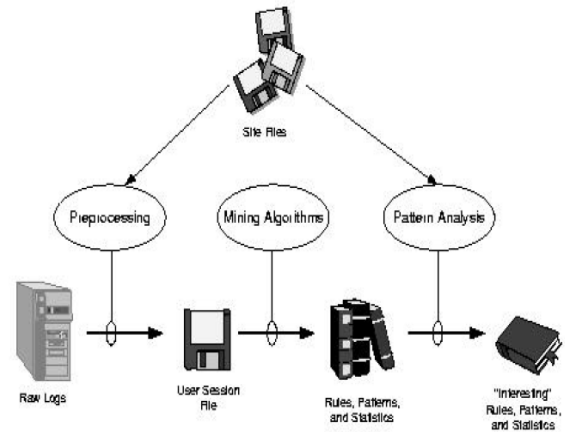 Site Files
Preprocessing
Mining Algorithms
Pattern Analysis
Raw Logs
User Session
File
Rules, Patterns,
and Statistics
"Interesting"
Rules, Patterns,
and Statistics